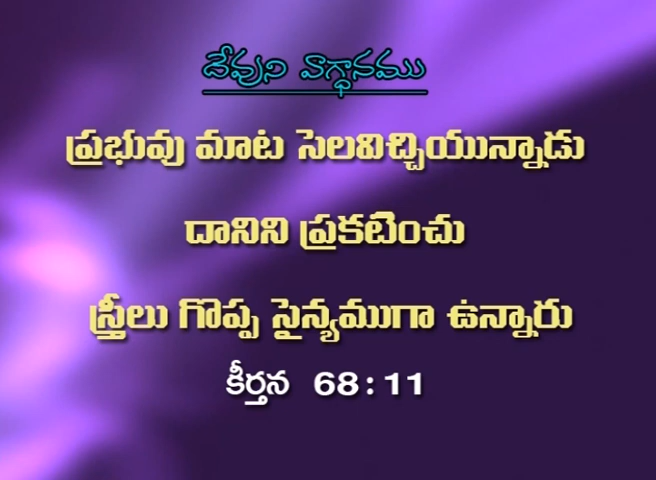 దేవుని వాగ్ధానము
ప్రభువు మాట సెలవిచ్చియున్నాడు
దానిని ప్రకటించు
స్త్రీలు గొప్ప సైన్యముగా ఉన్నారు
కీర్తన 68:11